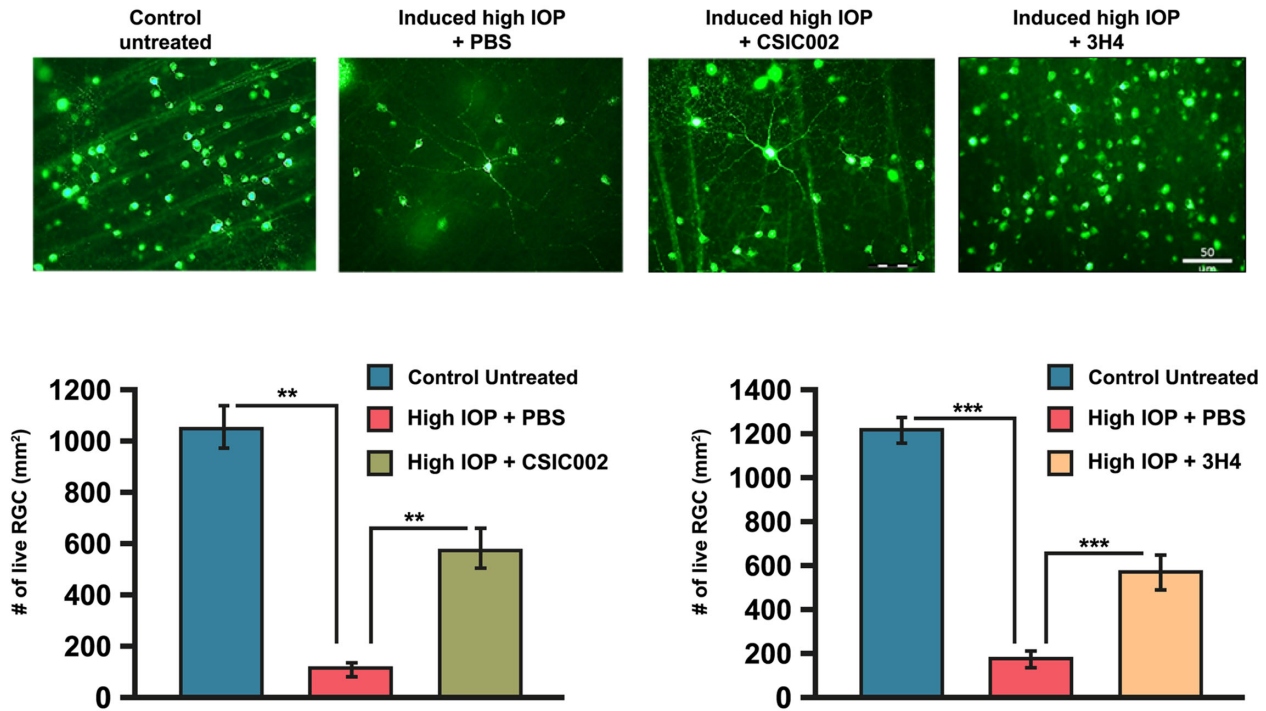 Control
untreated
Induced high IOP
+ PBS
Induced high IOP
+ CSIC002
Induced high IOP
+ 3H4
50
μm
# of live RGC (mm²)
1200
1000
800
600
400
200
0
**
**
Control Untreated
High IOP + PBS
High IOP + CSIC002
# of live RGC (mm²)
1400
1200
1000
800
600
400
200
0
***
***
Control Untreated
High IOP + PBS
High IOP + 3H4